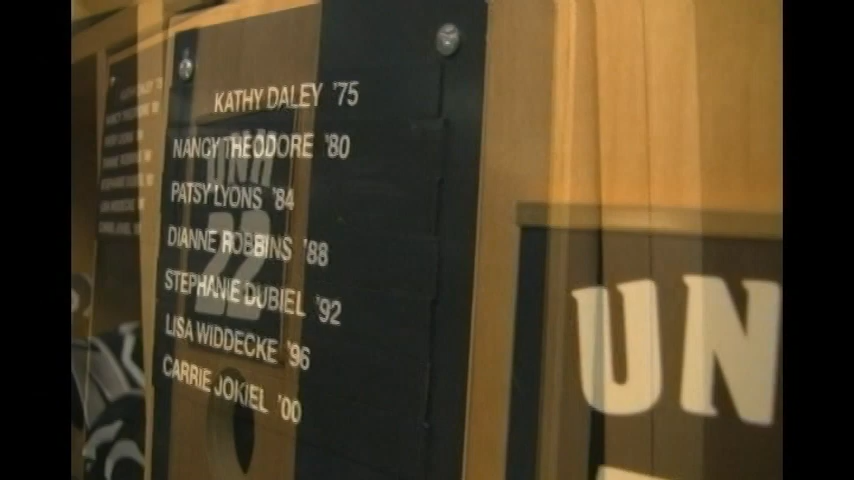 KATHY DALEY '75
NANCY THEODORE '80
PATSY LYONS '84
DIANNE ROBBINS '88
STEPHANIE DUBIEL '92
LISA WIDDECKE '96
CARRIE JOKIEL '00
UNH
22
UN